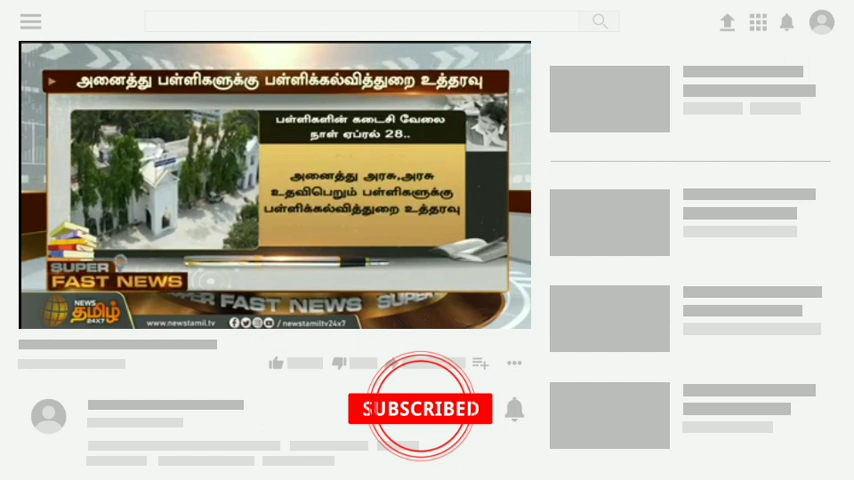 அனைத்து பள்ளிகளுக்கு பள்ளிக்கல்வித்துறை உத்தரவு
பள்ளிகளின் கடைசி வேலை
நாள் ஏப்ரல் 28..
அனைத்து அரசு,அரசு
உதவிபெறும் பள்ளிகளுக்கு
பள்ளிக்கல்வித்துறை உத்தரவு
SUPER
FAST NEWS
FAST NEWS SUPER
NEWS
தமிழ்
24X7
www.newstamil.tv
/ newstamiltv24x7
SUBSCRIBED